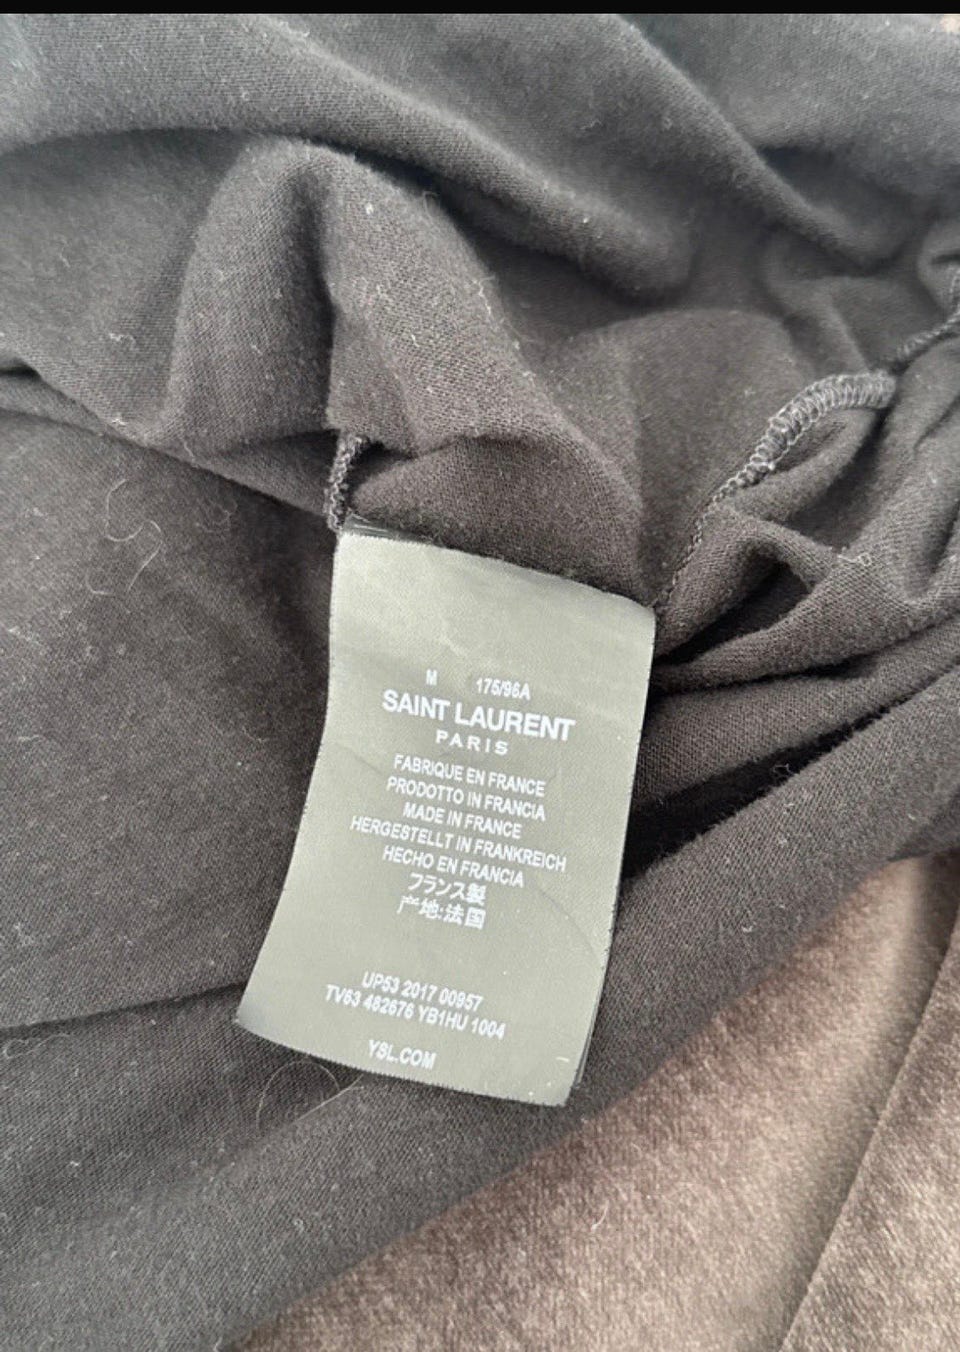 M 175/96A
SAINT LAURENT
PARIS
FABRIQUE EN FRANCE
PRODOTTO IN FRANCIA
MADE IN FRANCE
HERGESTELLT IN FRANKREICH
HECHO EN FRANCIA
フランス製
产地:法国
UP53 2017 00957
TV63 482676 YB1HU 1004
YSL.COM